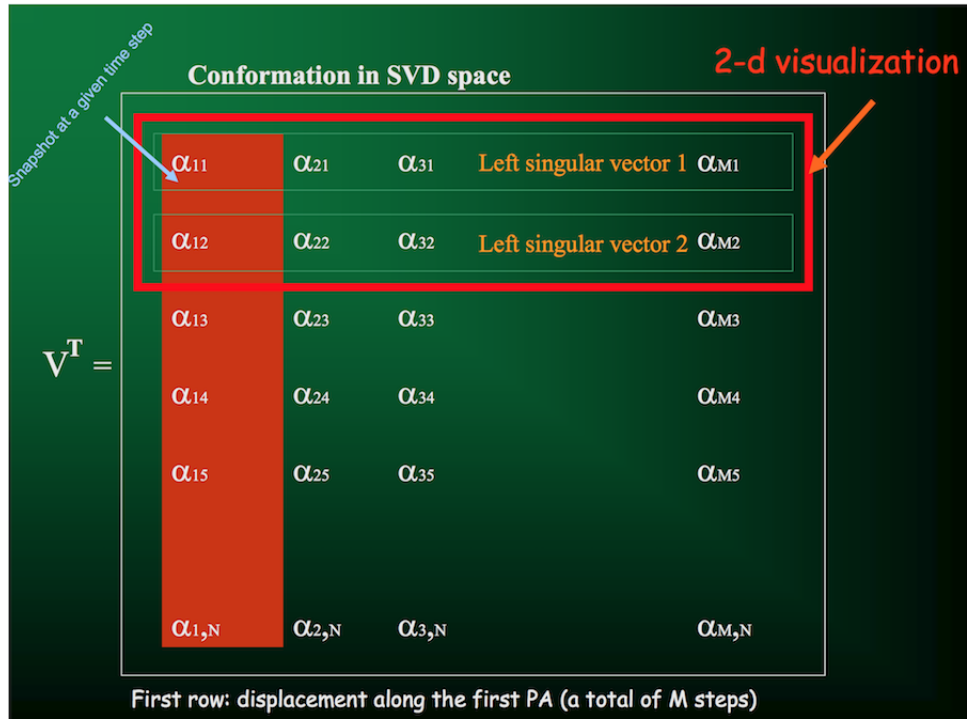 Snapshot at a given time step
2-d visualization
Conformation in SVD space
α11 α21 α31 Left singular vector 1 αM1
α12 α22 α32 Left singular vector 2 αM2
α13 α23 α33 αM3
V^T =
α14 α24 α34 αM4
α15 α25 α35 αM5
α1,N α2,N α3,N αM,N
First row: displacement along the first PA (a total of M steps)